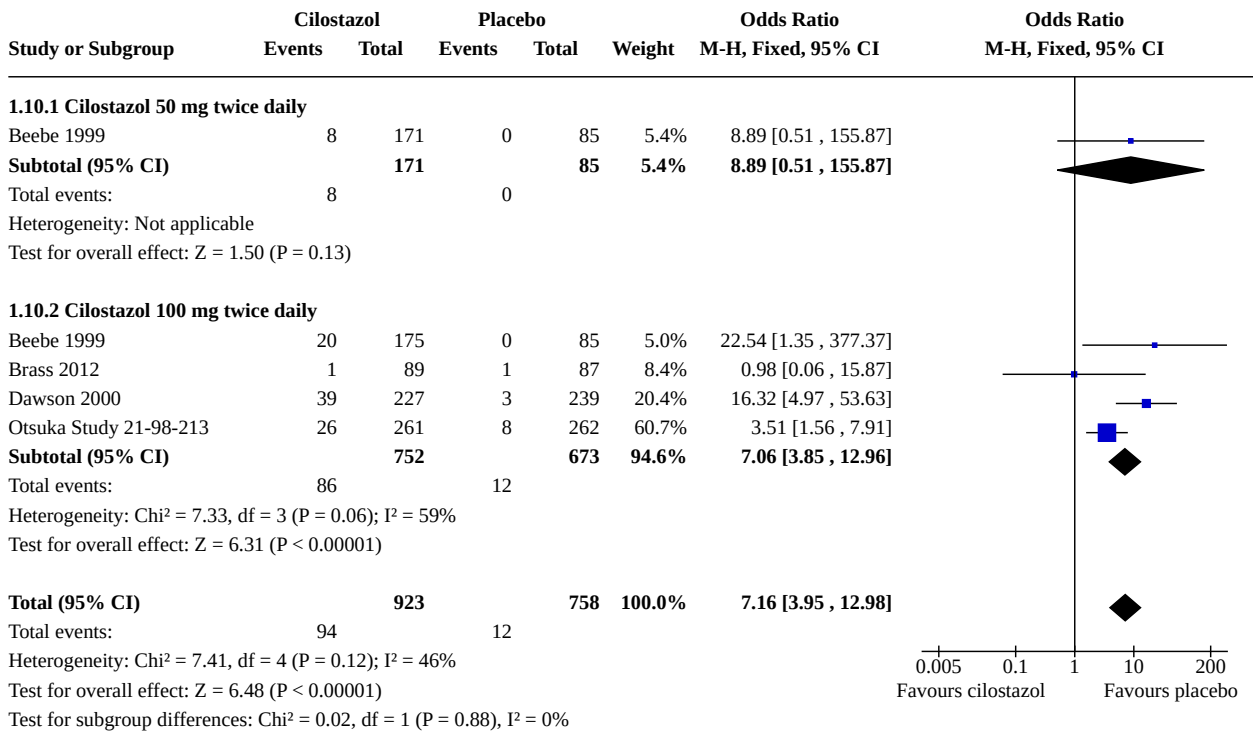 Cilostazol Placebo Odds Ratio Odds Ratio
Study or Subgroup Events Total Events Total Weight M-H, Fixed, 95% CI M-H, Fixed, 95% CI
1.10.1 Cilostazol 50 mg twice daily
Beebe 1999 8 171 0 85 5.4% 8.89 [0.51 , 155.87]
Subtotal (95% CI) 171 85 5.4% 8.89 [0.51 , 155.87]
Total events: 8 0
Heterogeneity: Not applicable
Test for overall effect: Z = 1.50 (P = 0.13)
1.10.2 Cilostazol 100 mg twice daily
Beebe 1999 20 175 0 85 5.0% 22.54 [1.35 , 377.37]
Brass 2012 1 89 1 87 8.4% 0.98 [0.06 , 15.87]
Dawson 2000 39 227 3 239 20.4% 16.32 [4.97 , 53.63]
Otsuka Study 21-98-213 26 261 8 262 60.7% 3.51 [1.56 , 7.91]
Subtotal (95% CI) 752 673 94.6% 7.06 [3.85 , 12.96]
Total events: 86 12
Heterogeneity: Chi² = 7.33, df = 3 (P = 0.06); I² = 59%
Test for overall effect: Z = 6.31 (P < 0.00001)
Total (95% CI) 923 758 100.0% 7.16 [3.95 , 12.98]
Total events: 94 12
Heterogeneity: Chi² = 7.41, df = 4 (P = 0.12); I² = 46%
0.005 0.1 1 10 200
Test for overall effect: Z = 6.48 (P < 0.00001)
Favours cilostazol Favours placebo
Test for subgroup differences: Chi² = 0.02, df = 1 (P = 0.88), I² = 0%